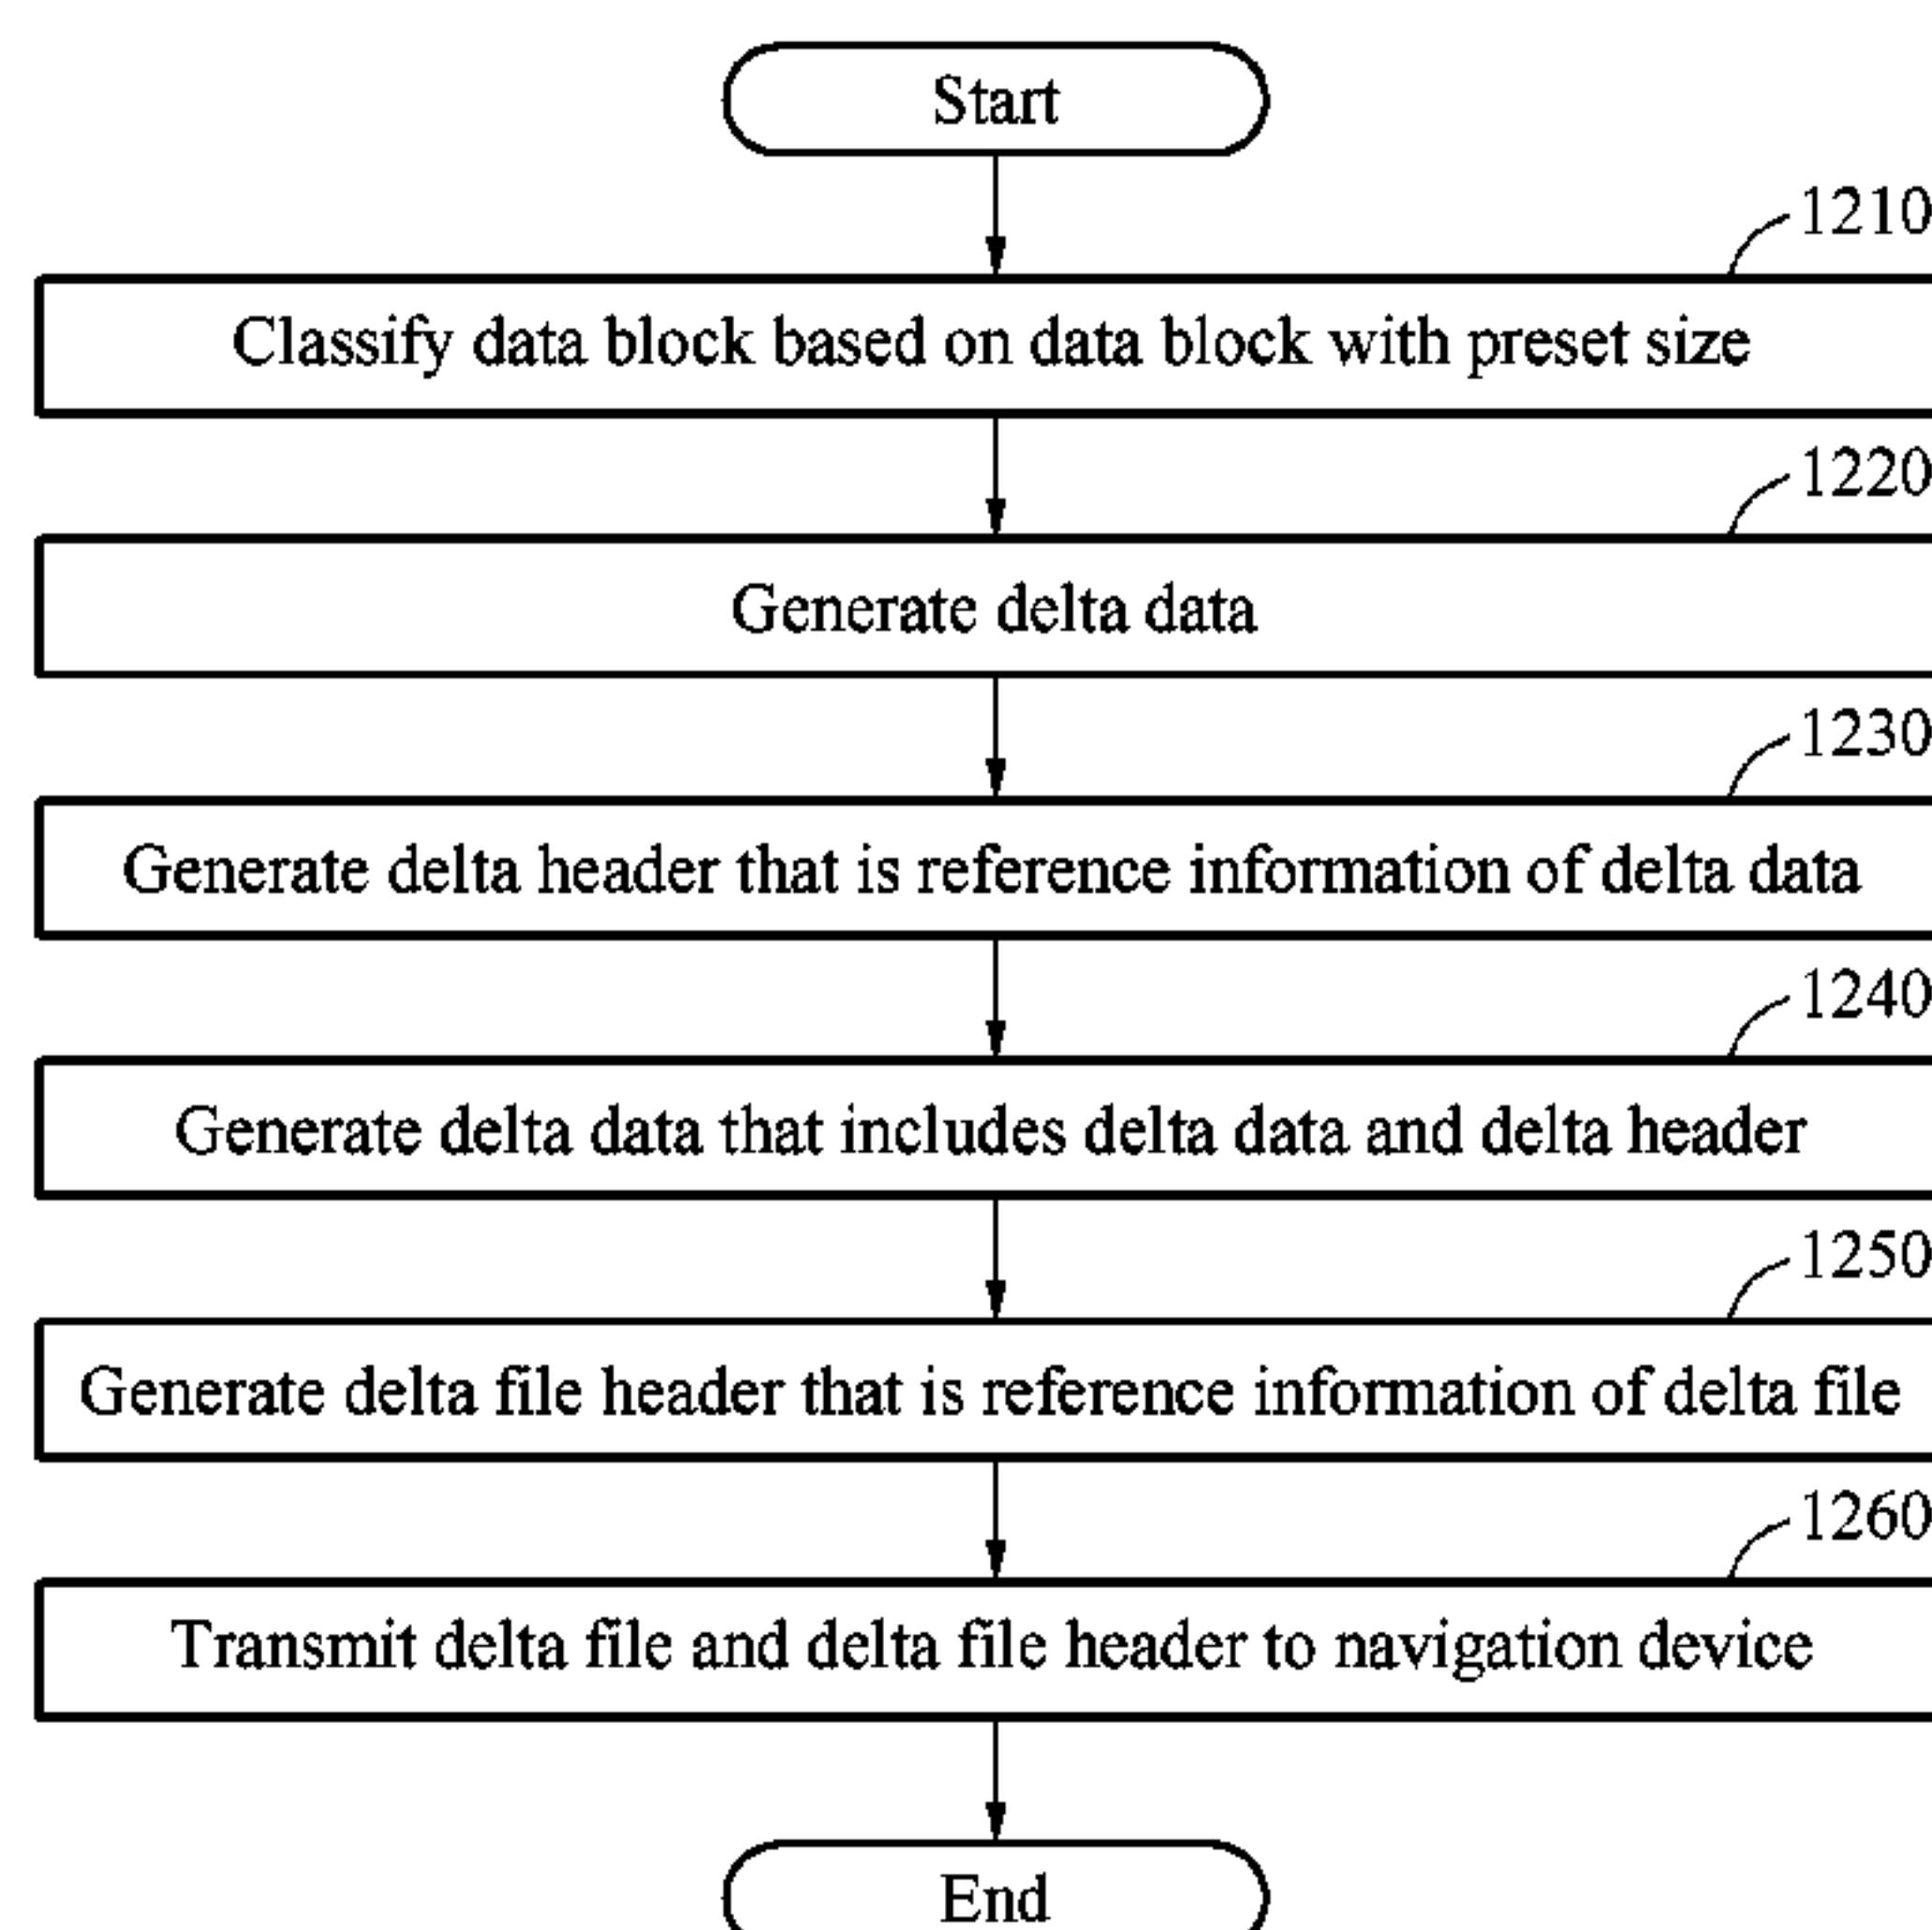 Start
1210
Classify data block based on data block with preset size
1220
Generate delta data
1230
Generate delta header that is reference information of delta data
1240
Generate delta data that includes delta data and delta header
1250
Generate delta file header that is reference information of delta file
1260
Transmit delta file and delta file header to navigation device
End